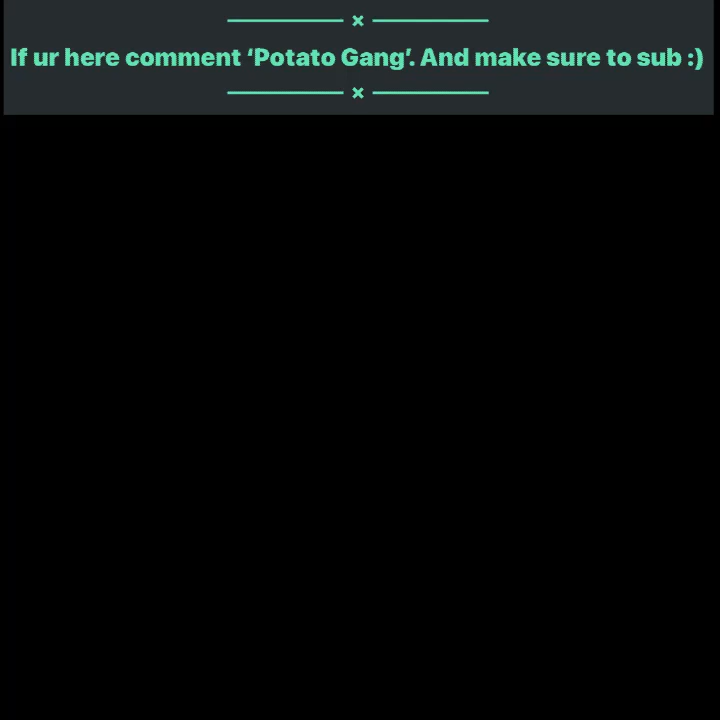 If ur here comment ‘Potato Gang’. And make sure to sub :)